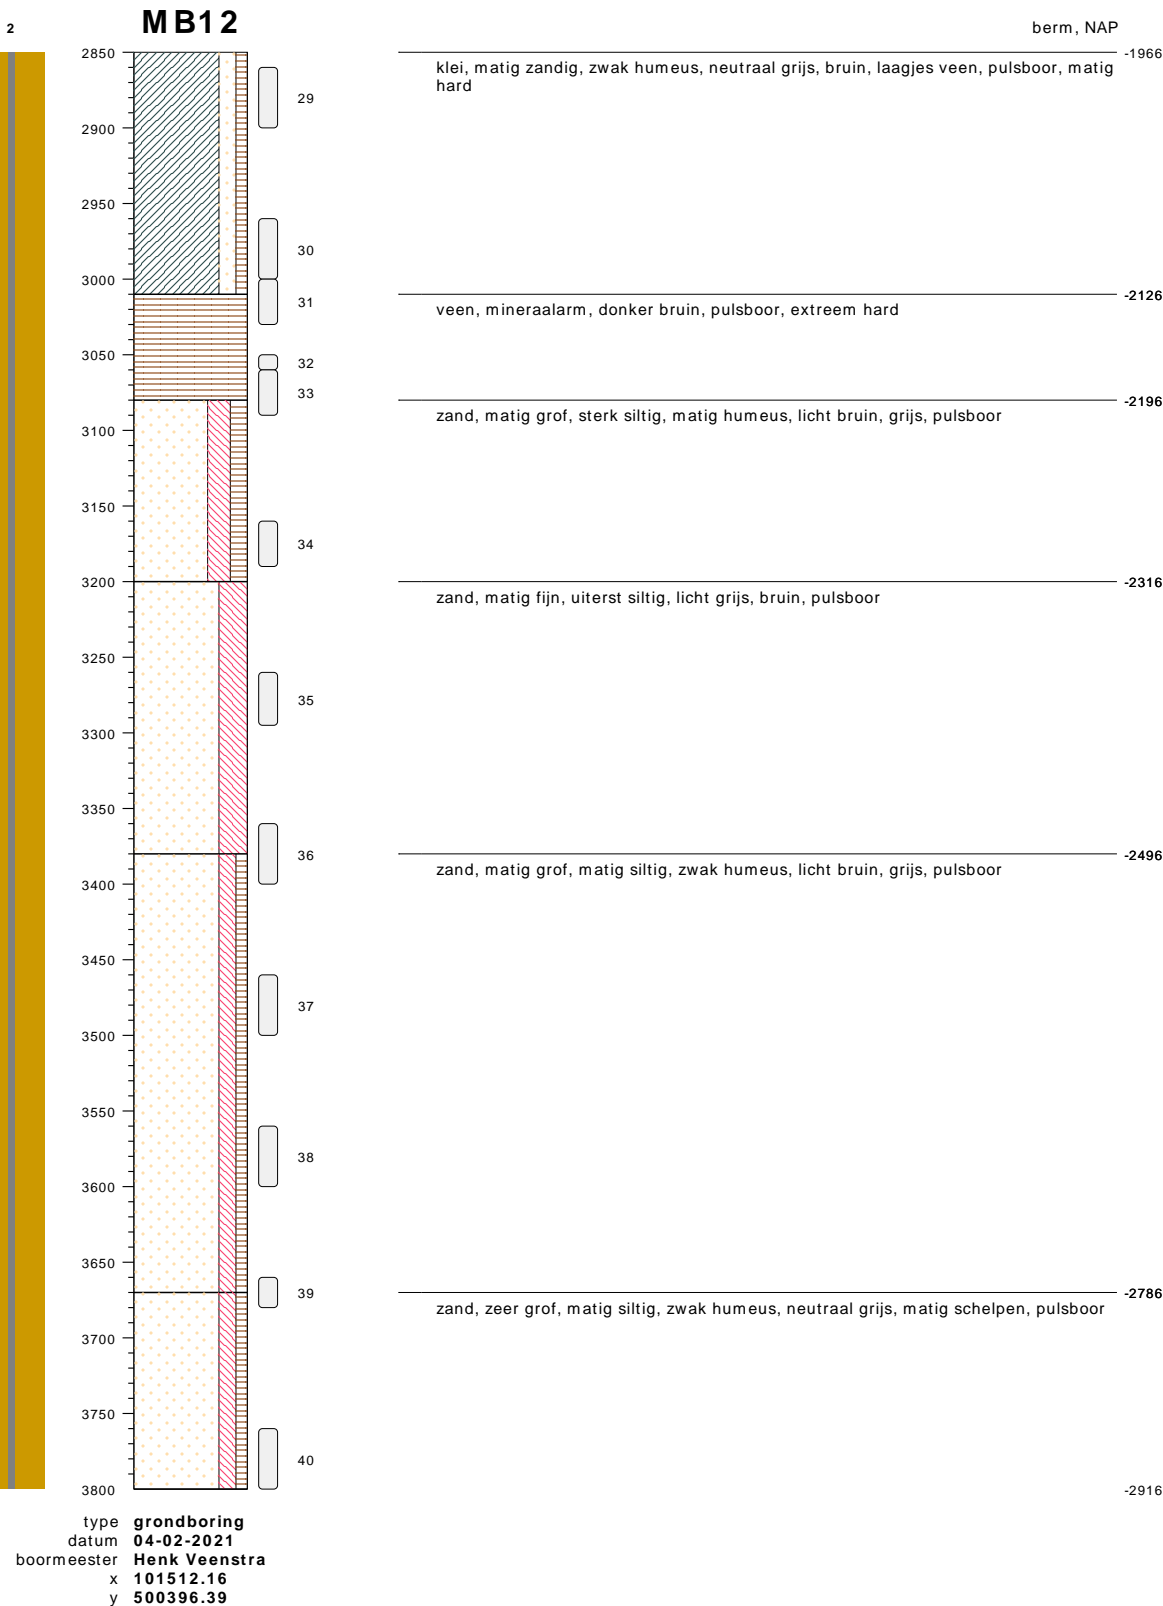 2
MB12
berm, NAP
2850
-1966
klei, matig zandig, zwak humeus, neutraal grijs, bruin, laagjes veen, pulsboor, matig
hard
29
2900
2950
30
3000
-2126
31
veen, mineraalarm, donker bruin, pulsboor, extreem hard
3050
32
33
-2196
zand, matig grof, sterk siltig, matig humeus, licht bruin, grijs, pulsboor
3100
3150
34
3200
-2316
zand, matig fijn, uiterst siltig, licht grijs, bruin, pulsboor
3250
35
3300
3350
36
-2496
zand, matig grof, matig siltig, zwak humeus, licht bruin, grijs, pulsboor
3400
3450
37
3500
3550
38
3600
3650
39
-2786
zand, zeer grof, matig siltig, zwak humeus, neutraal grijs, matig schelpen, pulsboor
3700
3750
40
3800
-2916
type grondboring
datum 04-02-2021
boormeester Henk Veenstra
x 101512.16
y 500396.39